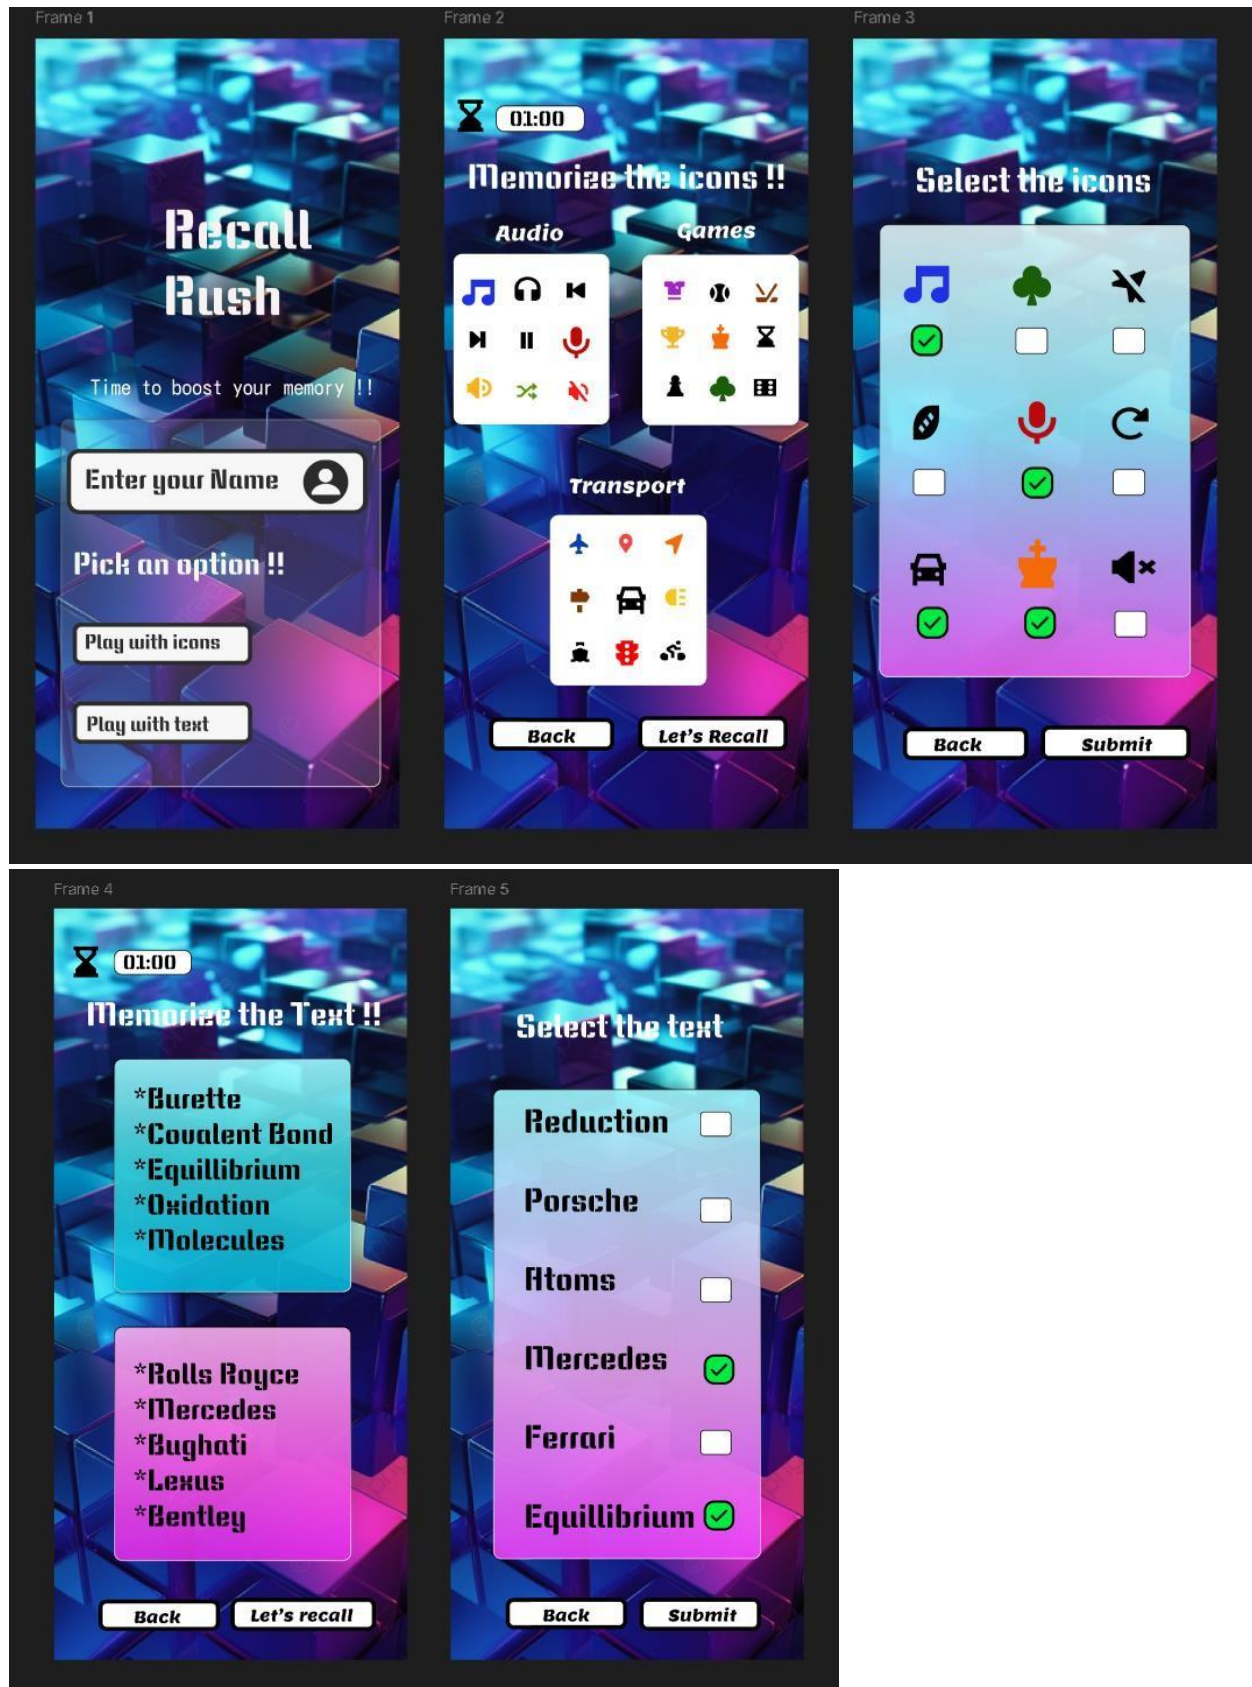 Frame 1
Recall
Rush
Time to boost your memory !!
Enter your Name
Pick an option !!
Play with icons
Play with text
Frame 2
01:00
Memorize the icons !!
Audio
Games
Transport
Back
Let's Recall
Frame 3
Select the icons
Back
Submit
Frame 4
01:00
Memorize the Text !!
*Burette
*Covalent Bond
*Equillibrium
*Oxidation
*Molecules
*Rolls Royce
*Mercedes
*Bughati
*Lexus
*Bentley
Back
Let's recall
Frame 5
Select the text
Reduction
Porsche
Atoms
Mercedes
Ferrari
Equillibrium
Back
Submit